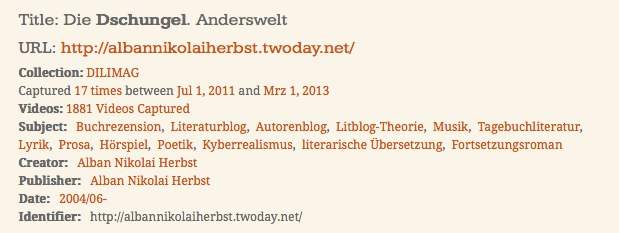 Title: Die Dschungel. Anderswelt
URL: http://albannikolaiherbst.twoday.net/
Collection: DILIMAG
Captured 17 times between Jul 1, 2011 and Mrz 1, 2013
Videos: 1881 Videos Captured
Subject: Buchrezension, Literaturblog, Autorenblog, Litblog-Theorie, Musik, Tagebuchliteratur,
Lyrik, Prosa, Hörspiel, Poetik, Kyberrealismus, literarische Übersetzung, Fortsetzungsroman
Creator: Alban Nikolai Herbst
Publisher: Alban Nikolai Herbst
Date: 2004/06-
Identifier: http://albannikolaiherbst.twoday.net/